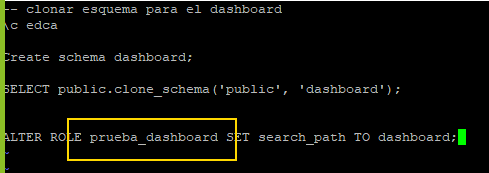 -- clonar esquema para el dashboard
\c edca
Create schema dashboard;
SELECT public.clone_schema('public', 'dashboard');
ALTER ROLE prueba_dashboard SET search_path TO dashboard;
~
~